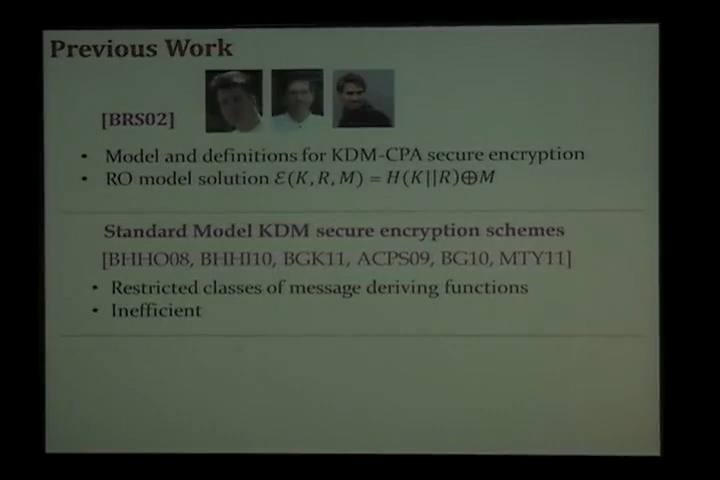 Previous Work
[BRS02]
• Model and definitions for KDM-CPA secure encryption
• RO model solution ℰ(K, R, M) = H(K||R)⊕M
Standard Model KDM secure encryption schemes
[BHHO08, BHHI10, BGK11, ACPS09, BG10, MTY11]
• Restricted classes of message deriving functions
• Inefficient